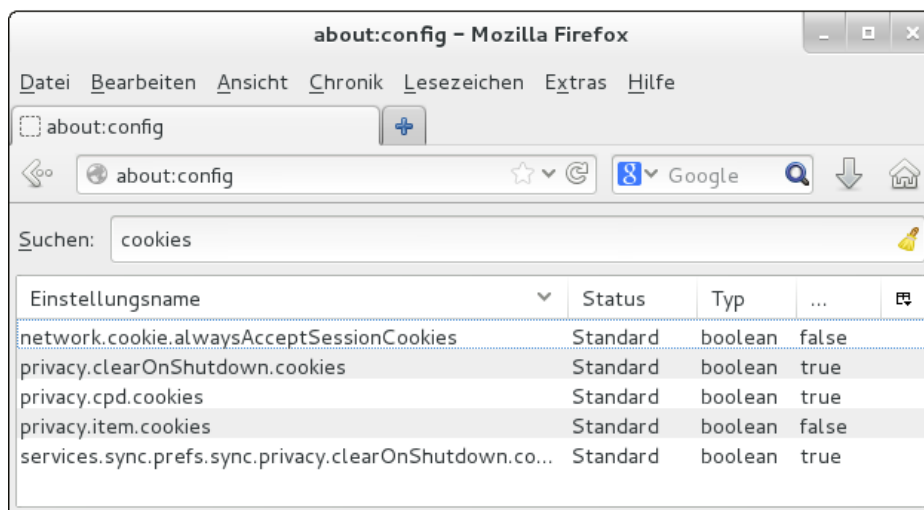 about:config – Mozilla Firefox
Datei Bearbeiten Ansicht Chronik Lesezeichen Extras Hilfe
about:config
about:config 8 Google
Suchen: cookies
Einstellungsname Status Typ ...
network.cookie.alwaysAcceptSessionCookies Standard boolean false
privacy.clearOnShutdown.cookies Standard boolean true
privacy.cpd.cookies Standard boolean true
privacy.item.cookies Standard boolean false
services.sync.prefs.sync.privacy.clearOnShutdown.co... Standard boolean true